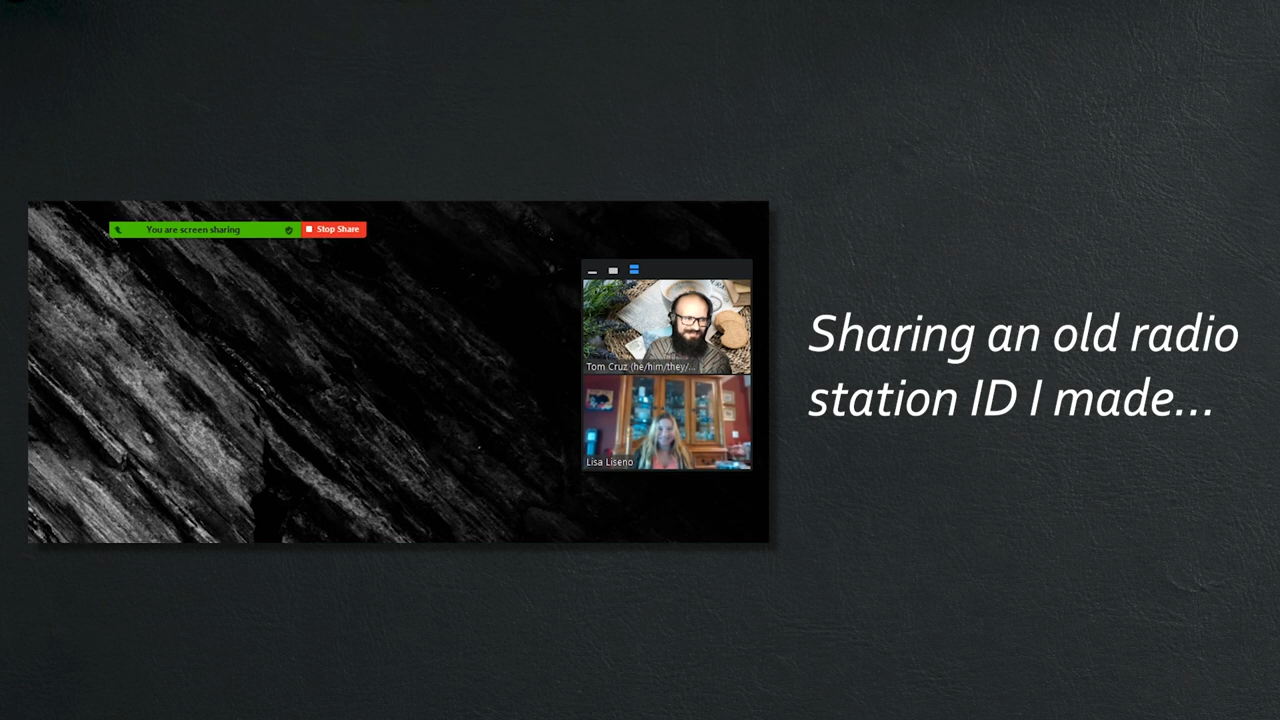 You are screen sharing
Stop Share
Tom Cruz (he/him/they/...
Lisa Liseno
Sharing an old radio
station ID I made...